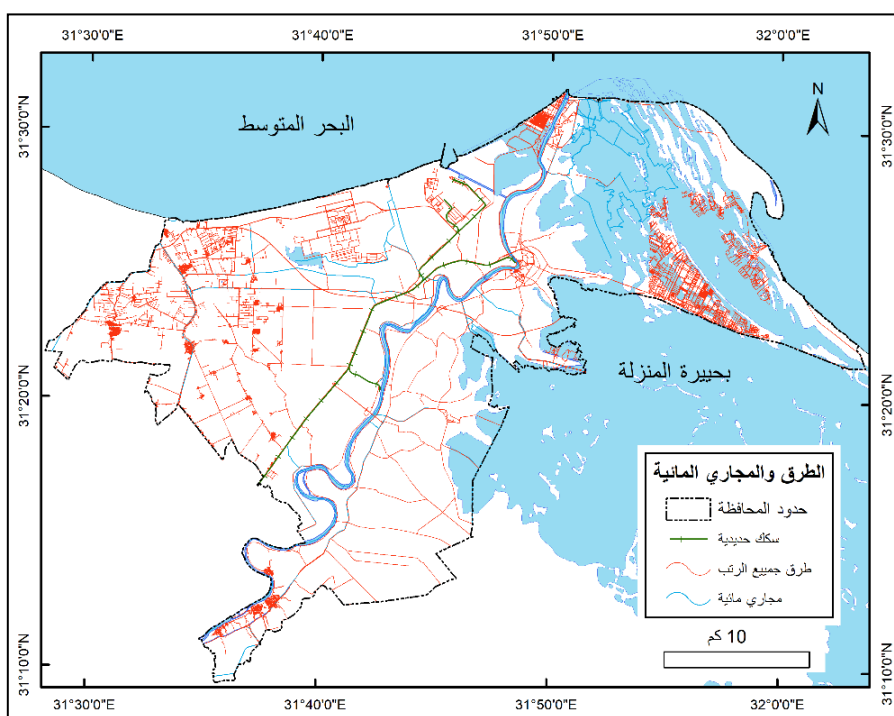 31°30'0"E 31°40'0"E 31°50'0"E 32°0'0"E
N
البحر المتوسط
31°30'0"N 31°30'0"N
بحييرة المنزلة
31°20'0"N 31°20'0"N
الطرق والمجاري المائية
حدود المحافظة
سكك حديدية
طرق جمييع الرتب
مجاري مائية
10 كم
31°10'0"N 31°10'0"N
31°30'0"E 31°40'0"E 31°50'0"E 32°0'0"E